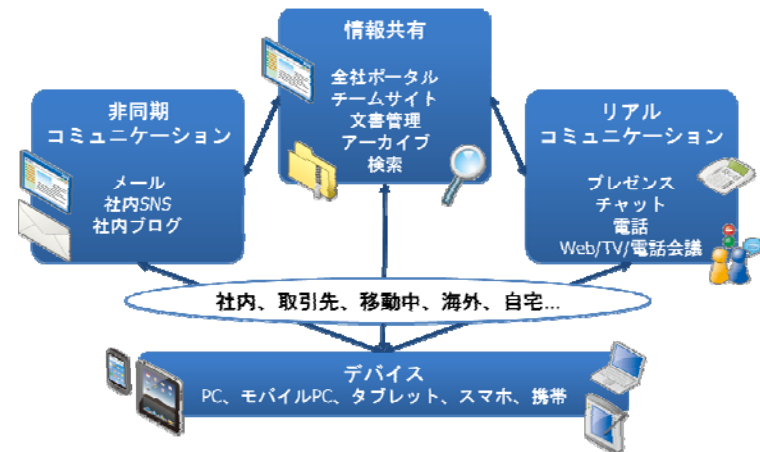 情報共有
全社ポータル
チームサイト
文書管理
アーカイブ
検索
非同期
コミュニケーション
メール
社内SNS
社内ブログ
リアル
コミュニケーション
プレゼンス
チャット
電話
Web/TV/電話会議
社内、取引先、移動中、海外、自宅...
デバイス
PC、モバイルPC、タブレット、スマホ、携帯